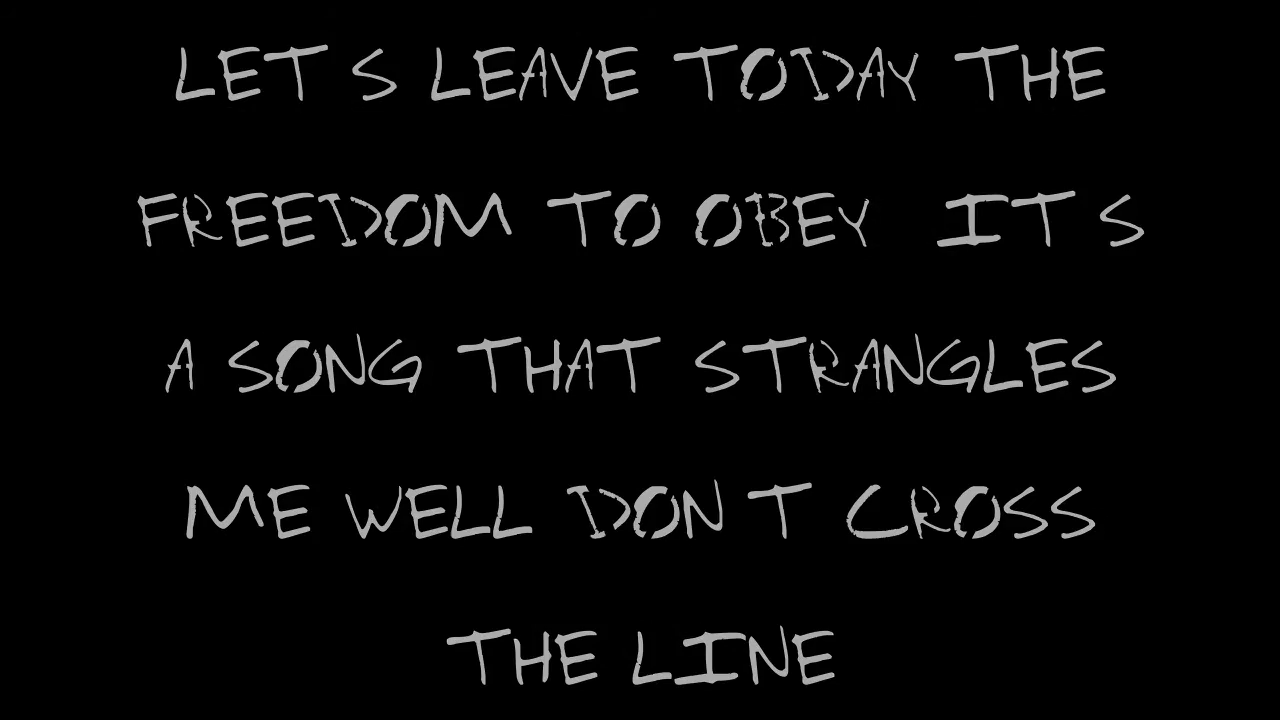 LET S LEAVE TODAY THE
FREEDOM TO OBEY IT S
A SONG THAT STRANGLES
ME WELL DON T CROSS
THE LINE